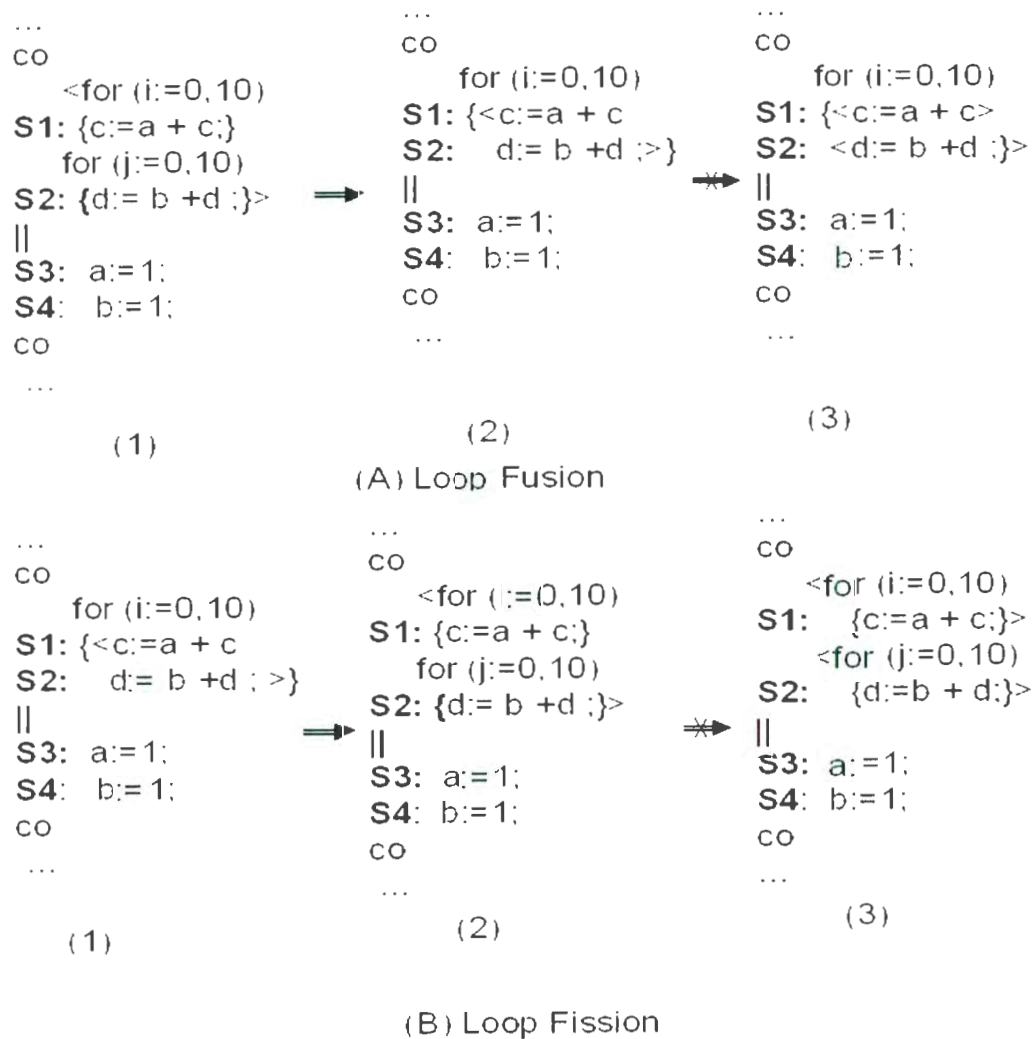 ...
co
<for (i:=0,10)
S1: {c:=a + c;}
for (j:=0,10)
S2: {d:= b +d ;}>
||
S3: a:=1;
S4: b:=1;
co
...
(1)
...
co
for (i:=0,10)
S1: {<c:=a + c
S2: d:= b +d ;>}
||
S3: a:=1;
S4: b:=1;
co
...
(2)
...
co
for (i:=0,10)
S1: {<c:=a + c>
S2: <d:= b +d ;}>
||
S3: a:=1;
S4: b:=1;
co
...
(3)
(A) Loop Fusion
...
co
for (i:=0,10)
S1: {<c:=a + c
S2: d:= b +d ; >}
||
S3: a:=1;
S4: b:=1;
co
...
(1)
...
co
<for (i:=0,10)
S1: {c:=a + c;}
for (j:=0,10)
S2: {d:= b +d ;}>
||
S3: a:=1;
S4: b:=1;
co
...
(2)
...
co
<for (i:=0,10)
S1: {c:=a + c;}>
<for (j:=0,10)
S2: {d:=b + d;}>
||
S3: a:=1;
S4: b:=1;
co
...
(3)
(B) Loop Fission